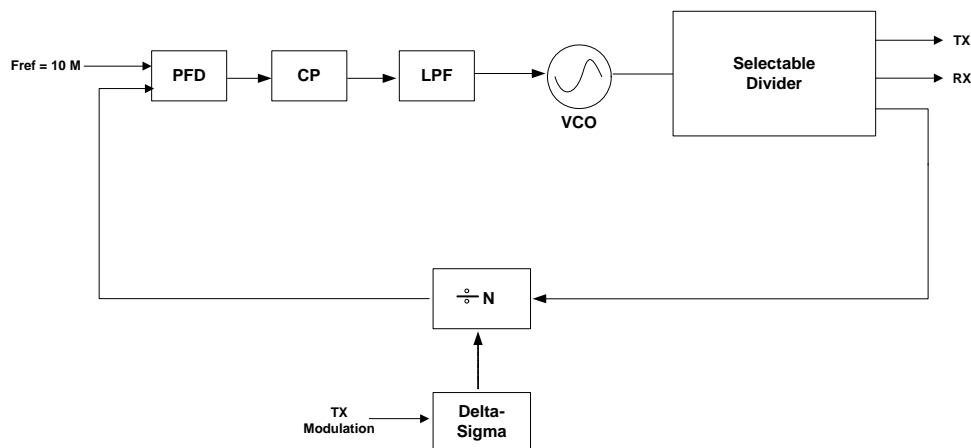 Fref = 10 M
PFD
CP
LPF
VCO
Selectable
Divider
TX
RX
÷ N
TX
Modulation
Delta-
Sigma